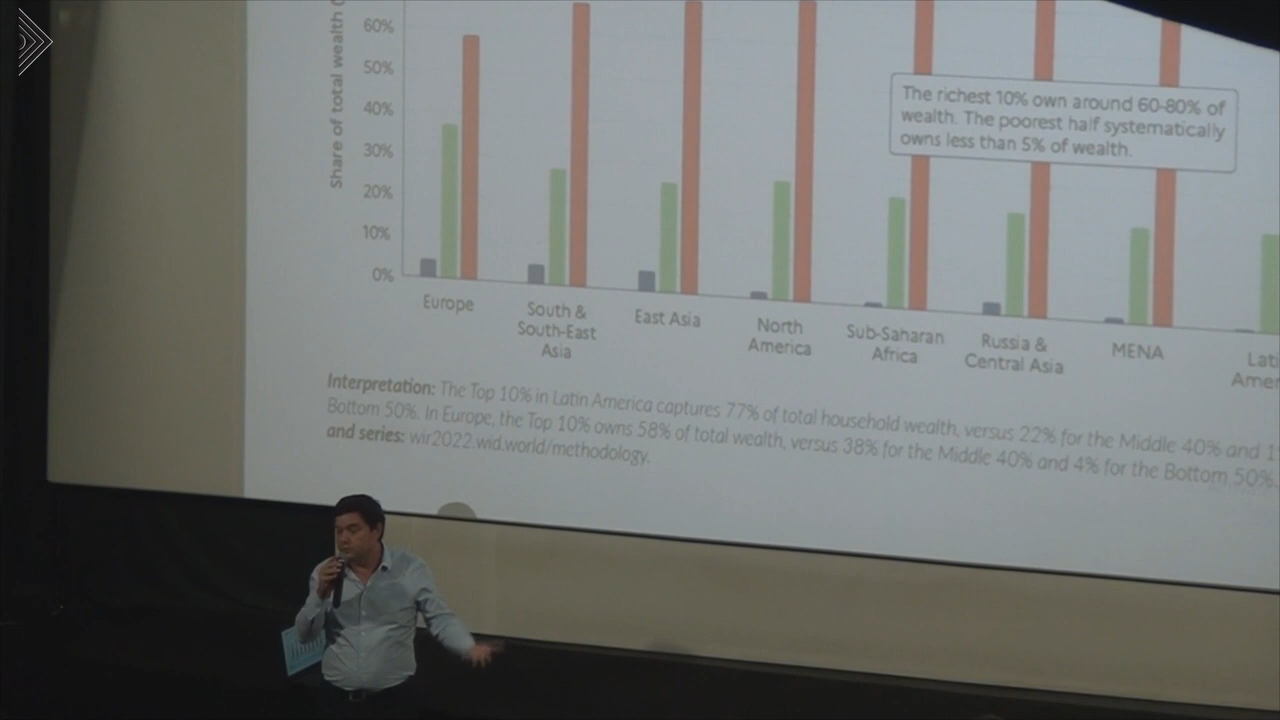 Share of total wealth (
60%
50%
40%
30%
20%
10%
0%
The richest 10% own around 60-80% of
wealth. The poorest half systematically
owns less than 5% of wealth.
Europe
South &
South-East
Asia
East Asia
North
America
Sub-Saharan
Africa
Russia &
Central Asia
MENA
Lati
Amer
Interpretation: The Top 10% in Latin America captures 77% of total household wealth, versus 22% for the Middle 40% and 1
Bottom 50%. In Europe, the Top 10% owns 58% of total wealth, versus 38% for the Middle 40% and 4% for the Bottom 50%.
and series: wir2022.wid.world/methodology.